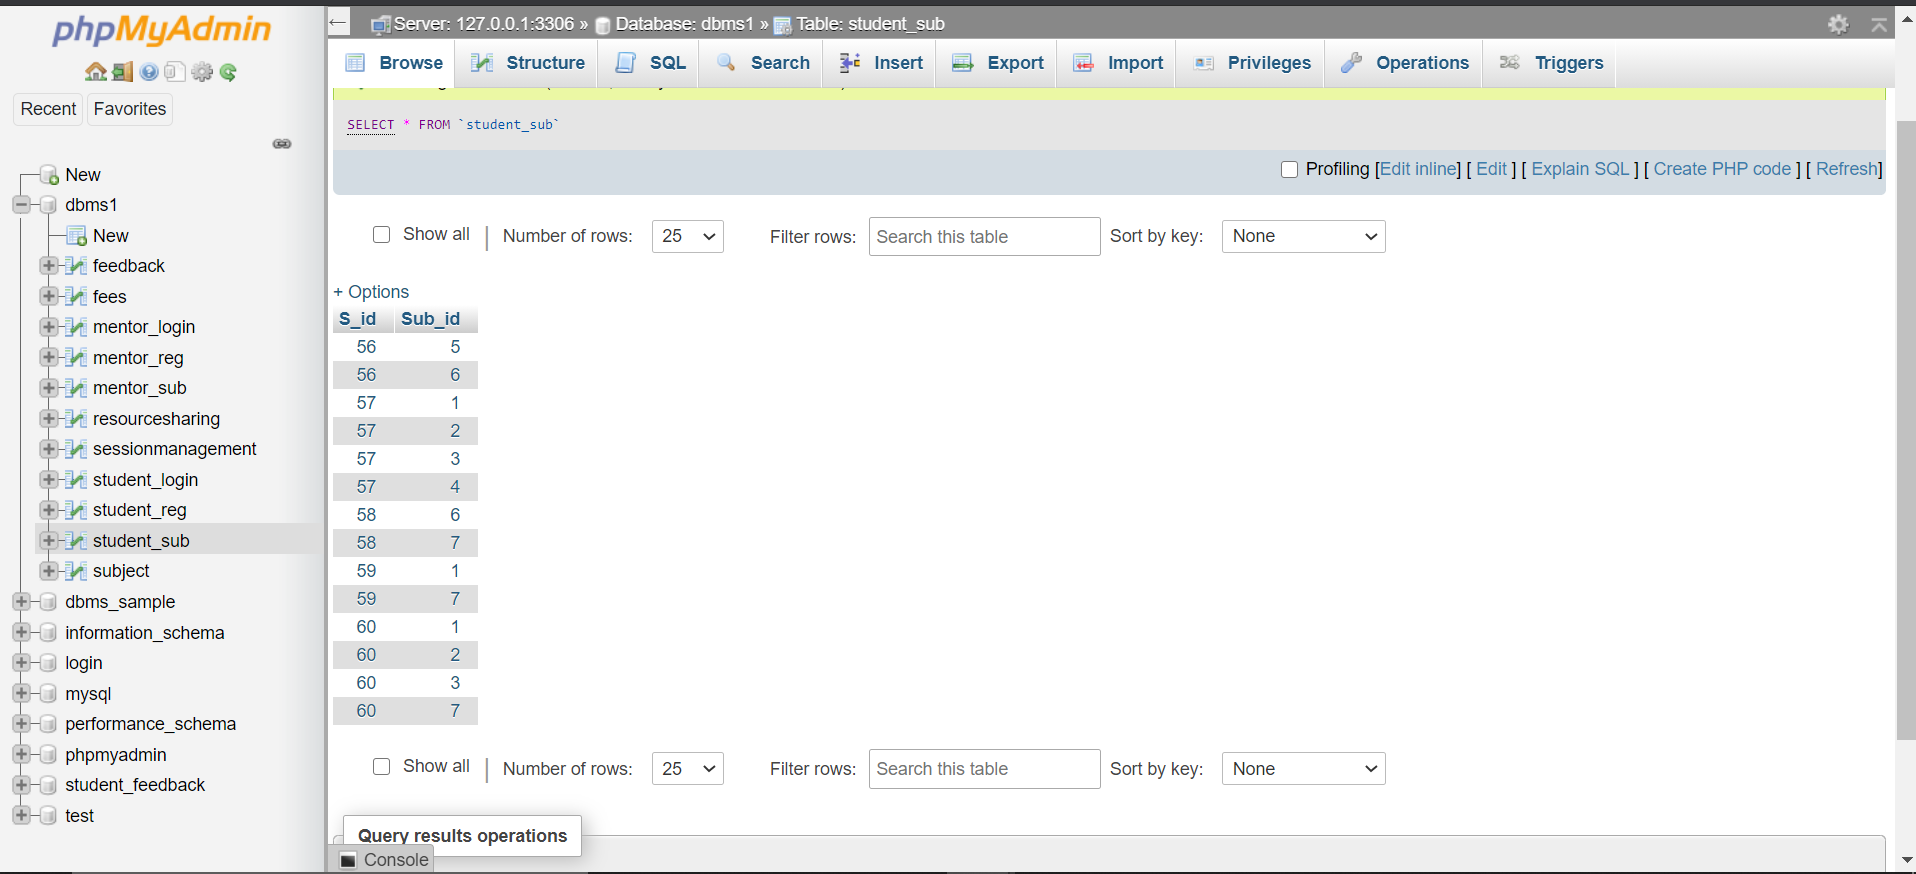 phpMyAdmin
Recent Favorites
New
dbms1
New
feedback
fees
mentor_login
mentor_reg
mentor_sub
resourcesharing
sessionmanagement
student_login
student_reg
student_sub
subject
dbms_sample
information_schema
login
mysql
performance_schema
phpmyadmin
student_feedback
test
Server: 127.0.0.1:3306 » Database: dbms1 » Table: student_sub
Browse Structure SQL Search Insert Export Import Privileges Operations Triggers
SELECT * FROM `student_sub`
Profiling [Edit inline] [ Edit ] [ Explain SQL ] [ Create PHP code ] [ Refresh]
Show all | Number of rows: 25 Filter rows: Search this table Sort by key: None
+ Options
S_id Sub_id
56 5
56 6
57 1
57 2
57 3
57 4
58 6
58 7
59 1
59 7
60 1
60 2
60 3
60 7
Show all | Number of rows: 25 Filter rows: Search this table Sort by key: None
Query results operations
Console